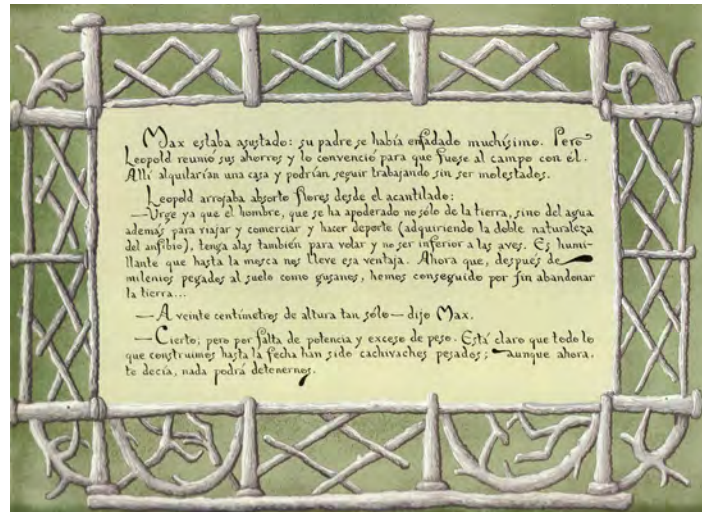 Max estaba asustado: su padre se había enfadado muchísimo. Pero
Leopold reunió sus ahorros y lo convenció para que fuese al campo con él.
Allí alquilarían una casa y podrían seguir trabajando sin ser molestados.
Leopold arrojaba absorto flores desde el acantilado:
—Urge ya que el hombre, que se ha apoderado no sólo de la tierra, sino del agua
además para viajar y comerciar y hacer deporte (adquiriendo la doble naturaleza
del anfibio), tenga alas también para volar y no ser inferior a las aves. Es humi-
llante que hasta la mosca nos lleve esa ventaja. Ahora que, después de
milenios pegados al suelo como gusanos, hemos conseguido por fin abandonar
la tierra...
—A veinte centímetros de altura tan sólo— dijo Max.
—Cierto; pero por falta de potencia y exceso de peso. Está claro que todo lo
que construimos hasta la fecha han sido cachivaches pesados; aunque ahora,
te decía, nada podrá detenernos.